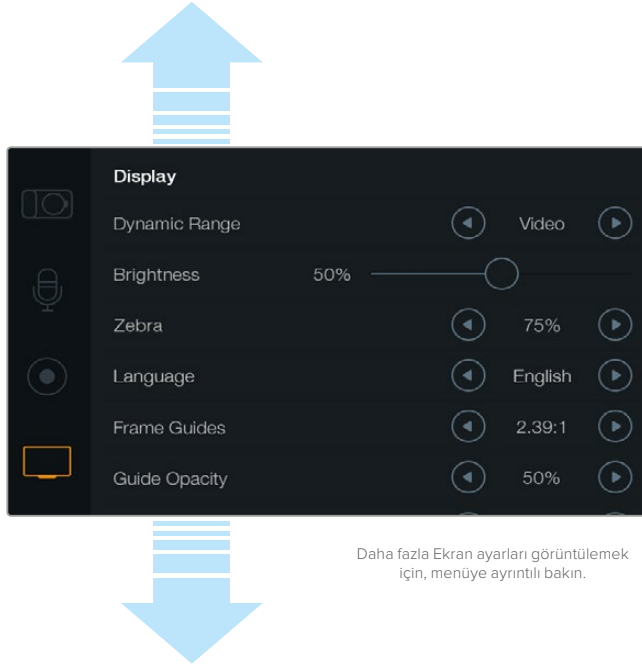 Display
Dynamic Range Video
Brightness 50%
Zebra 75%
Language English
Frame Guides 2.39:1
Guide Opacity 50%
Daha fazla Ekran ayarları görüntülemek
için, menüye ayrıntılı bakın.